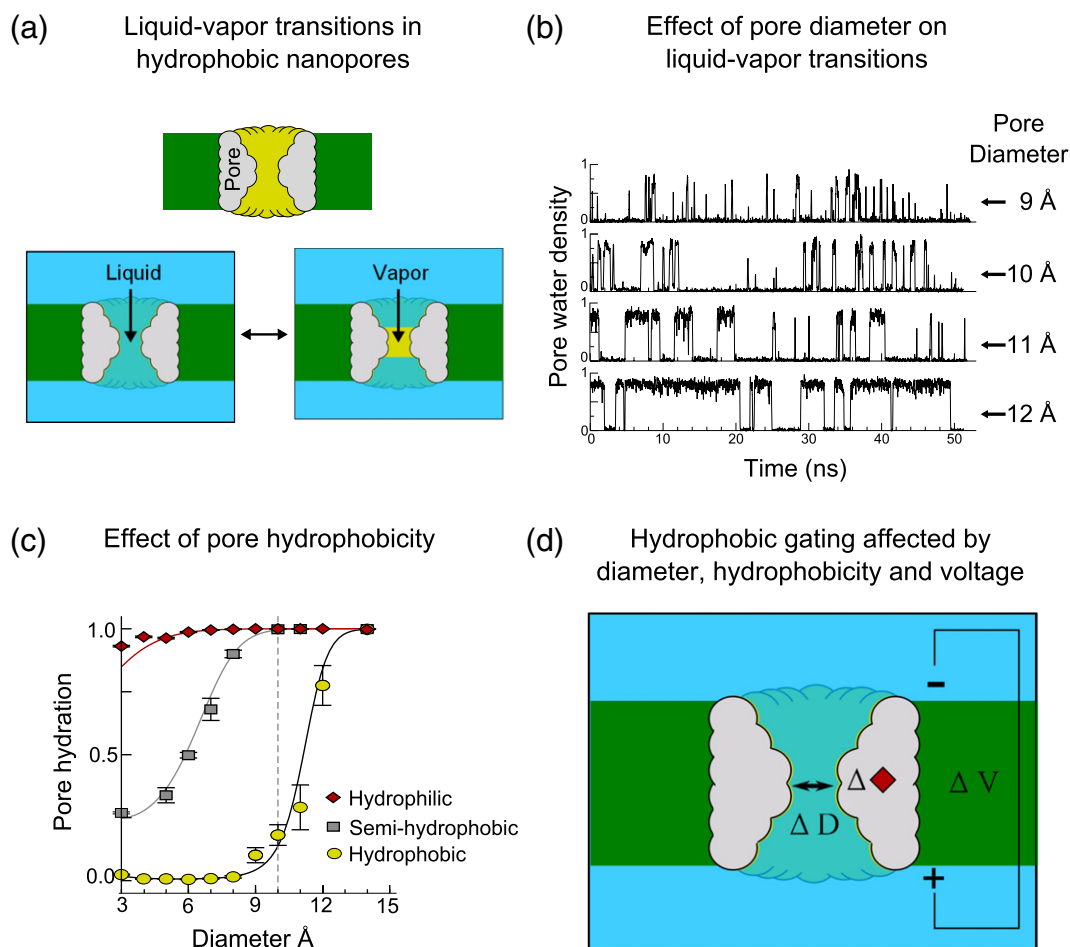 (a)
Liquid-vapor transitions in
hydrophobic nanopores
Pore
Liquid
Vapor
(b)
Effect of pore diameter on
liquid-vapor transitions
Pore
Diameter
Pore water density
1
0
9 Å
1
0
10 Å
1
0
11 Å
1
0
12 Å
0 10 20 30 40 50
Time (ns)
(c)
Effect of pore hydrophobicity
Pore hydration
1.0
0.5
0.0
Hydrophilic
Semi-hydrophobic
Hydrophobic
3 6 9 12 15
Diameter Å
(d)
Hydrophobic gating affected by
diameter, hydrophobicity and voltage
−
Δ
Δ V
Δ D
+